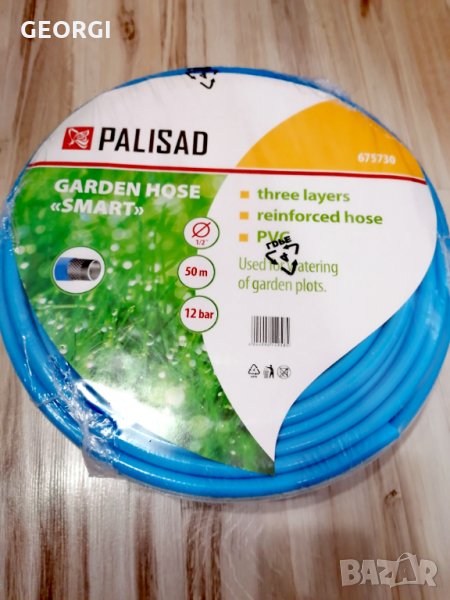 GEORGI
PALISAD
675730
GARDEN HOSE
«SMART»
three layers
reinforced hose
PVC
1/2"
50 m
Used for watering
of garden plots.
12 bar
BAZAR